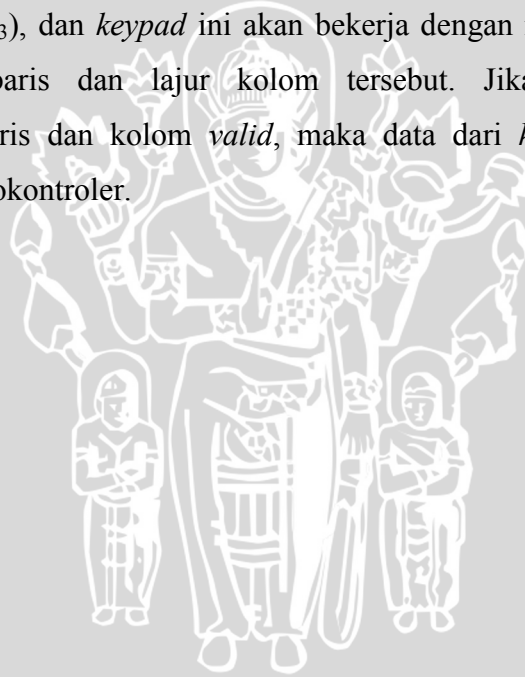 ₃), dan keypad ini akan bekerja dengan
baris dan lajur kolom tersebut. Jika
ris dan kolom valid, maka data dari
okontroler.